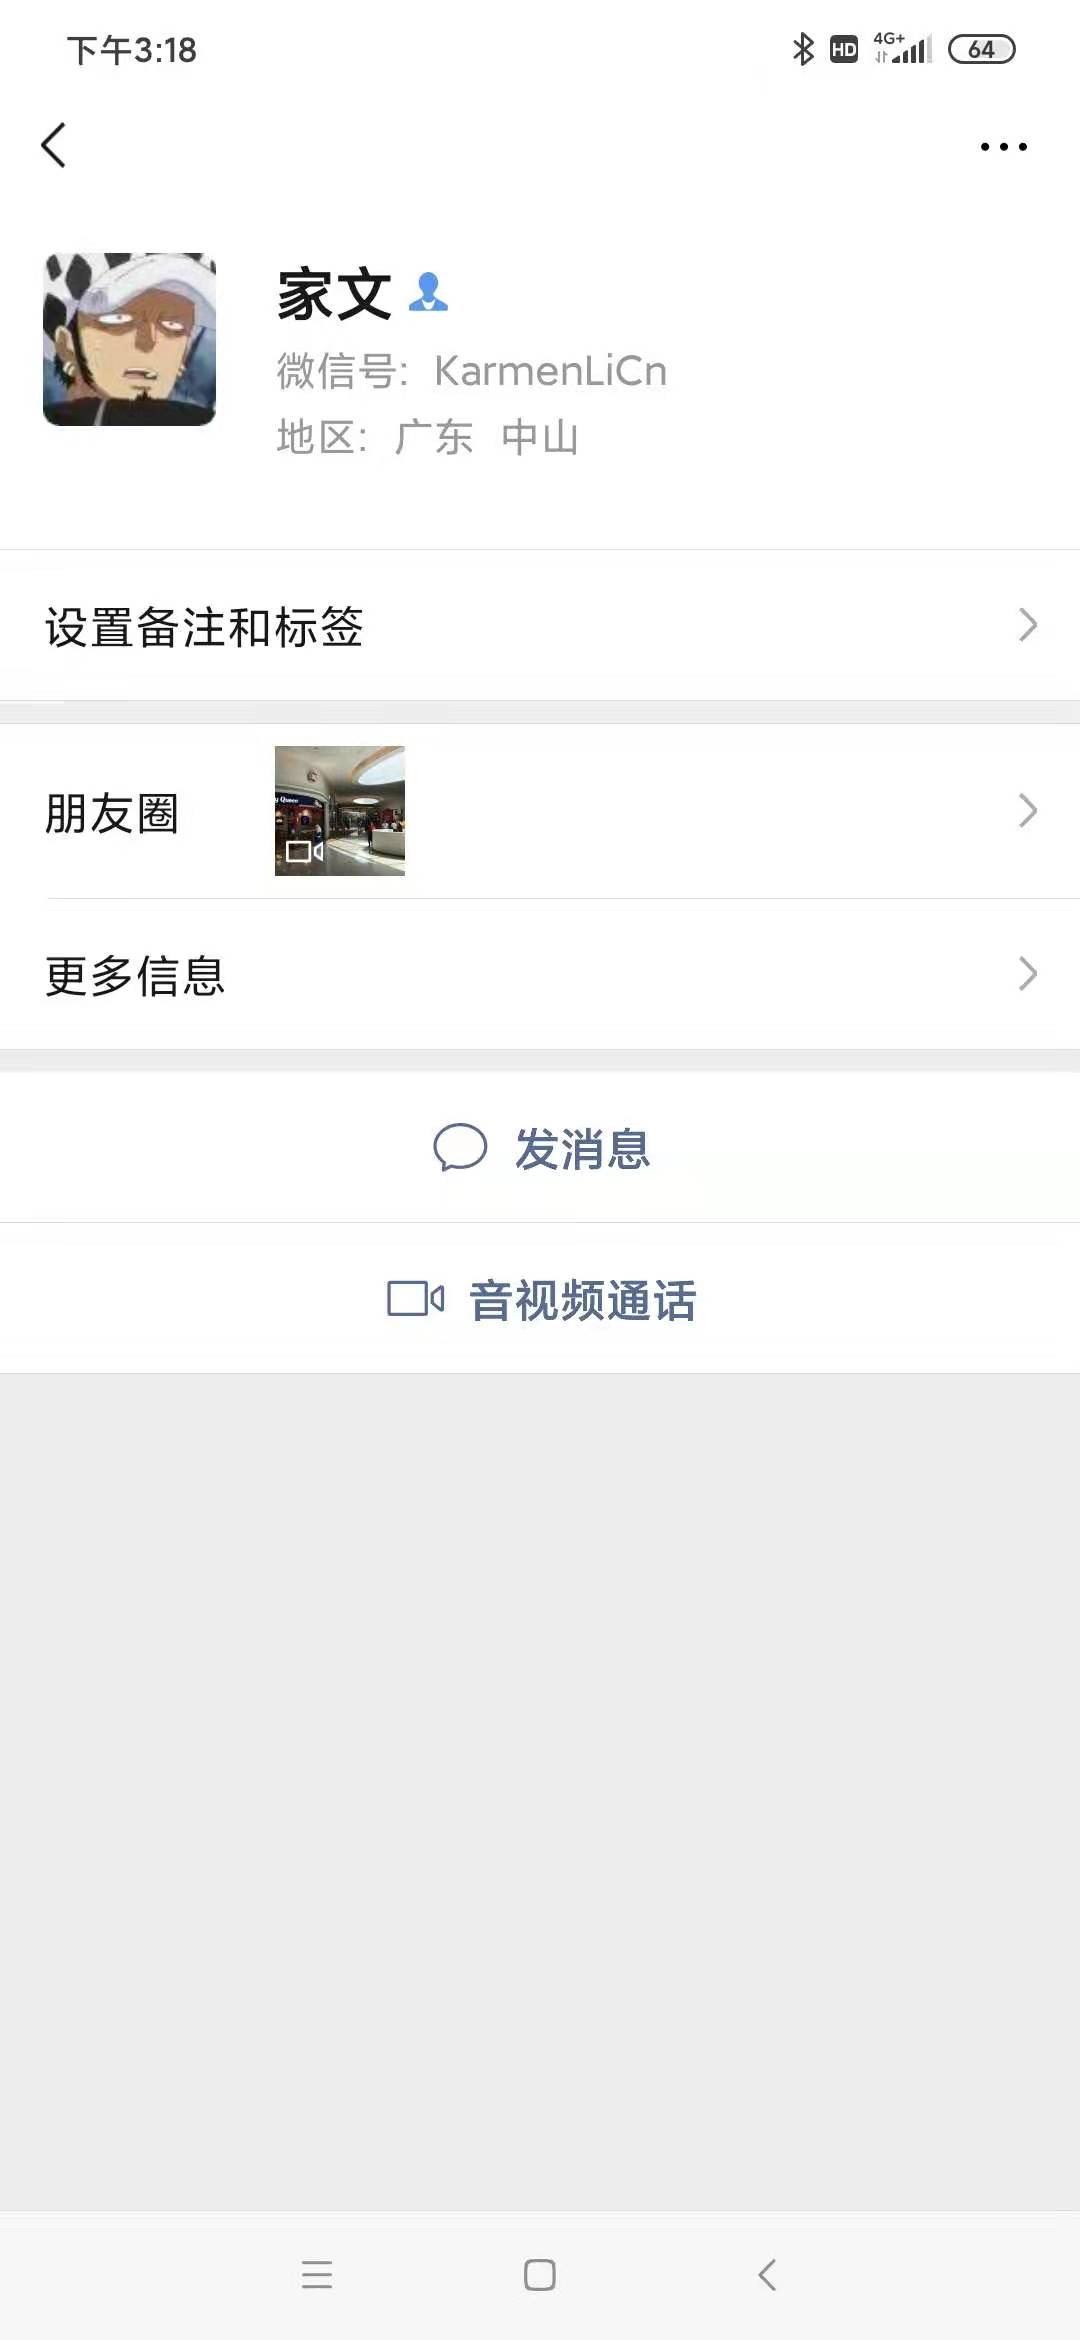 下午3:18
HD 4G+ 64
家文
微信号: KarmenLiCn
地区: 广东 中山
设置备注和标签
朋友圈
y Queen
更多信息
发消息
音视频通话